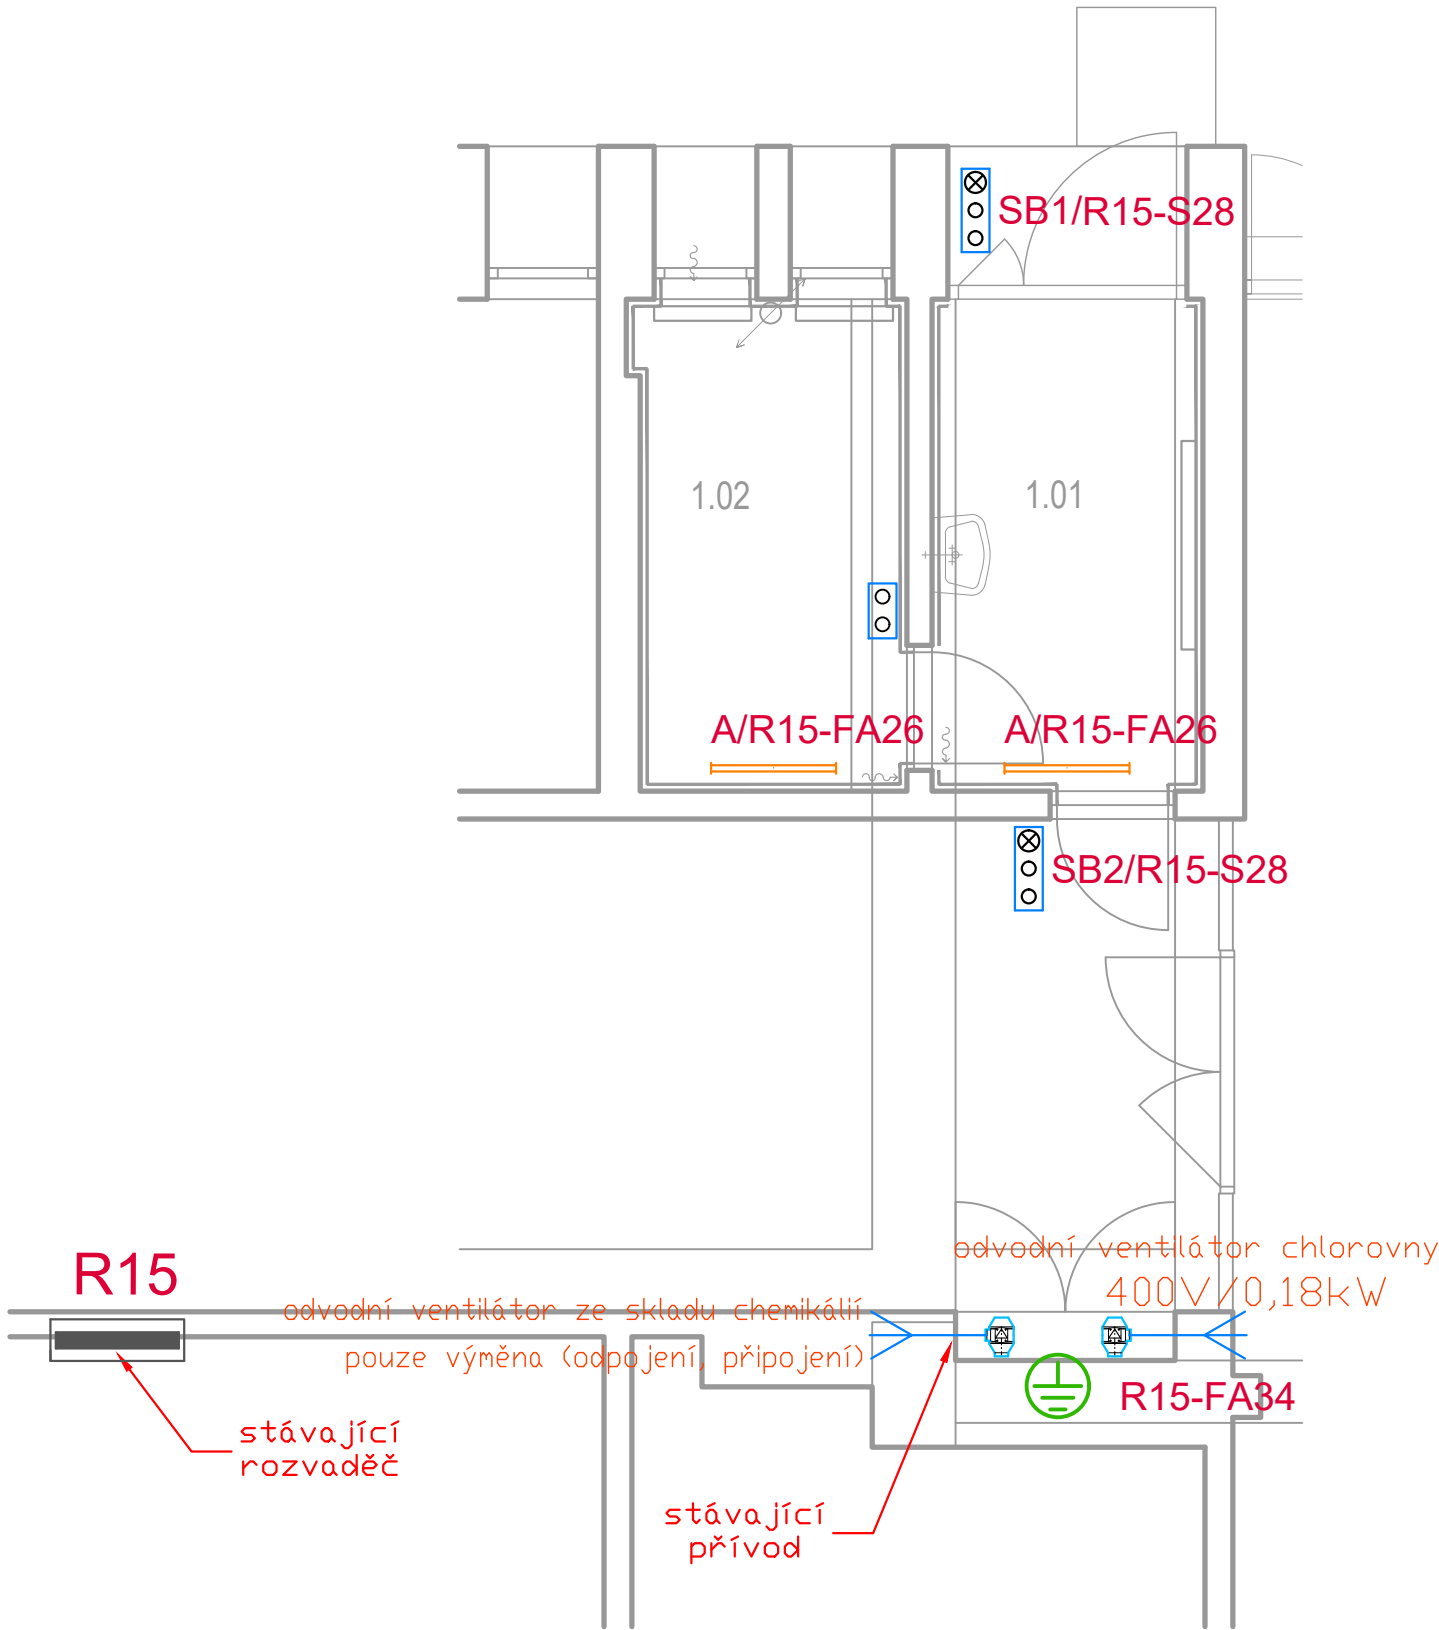 SB1/R15-S28
1.02
1.01
A/R15-FA26
A/R15-FA26
SB2/R15-S28
odvodní ventilátor chlorovny
400V/0,18kW
R15
odvodní ventilátor ze skladu chemikálií
pouze výměna (odpojení, připojení)
R15-FA34
stávající
rozvaděč
stávající
přívod